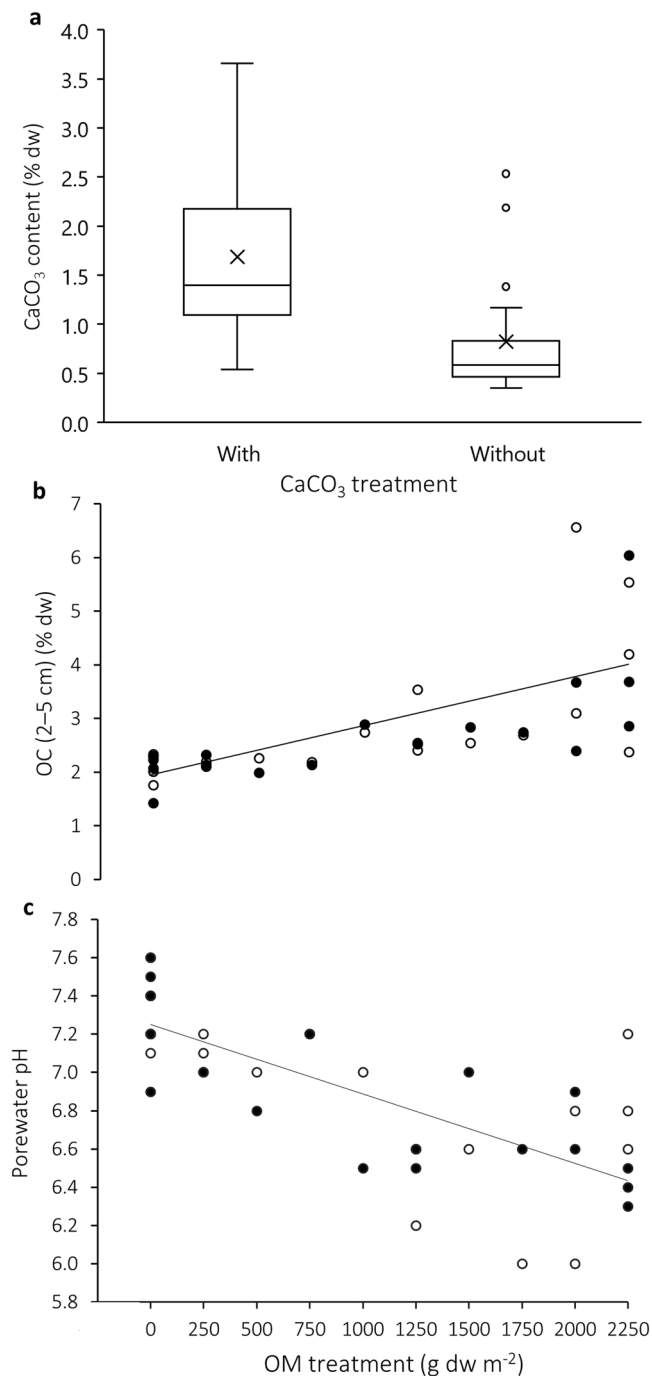 a
4.0
3.5
3.0
2.5
2.0
1.5
1.0
0.5
0.0
CaCO₃ content (% dw)
With Without
CaCO₃ treatment
b
7
6
5
4
3
2
1
0
OC (2–5 cm) (% dw)
c
7.8
7.6
7.4
7.2
7.0
6.8
6.6
6.4
6.2
6.0
5.8
Porewater pH
0 250 500 750 1000 1250 1500 1750 2000 2250
OM treatment (g dw m⁻²)